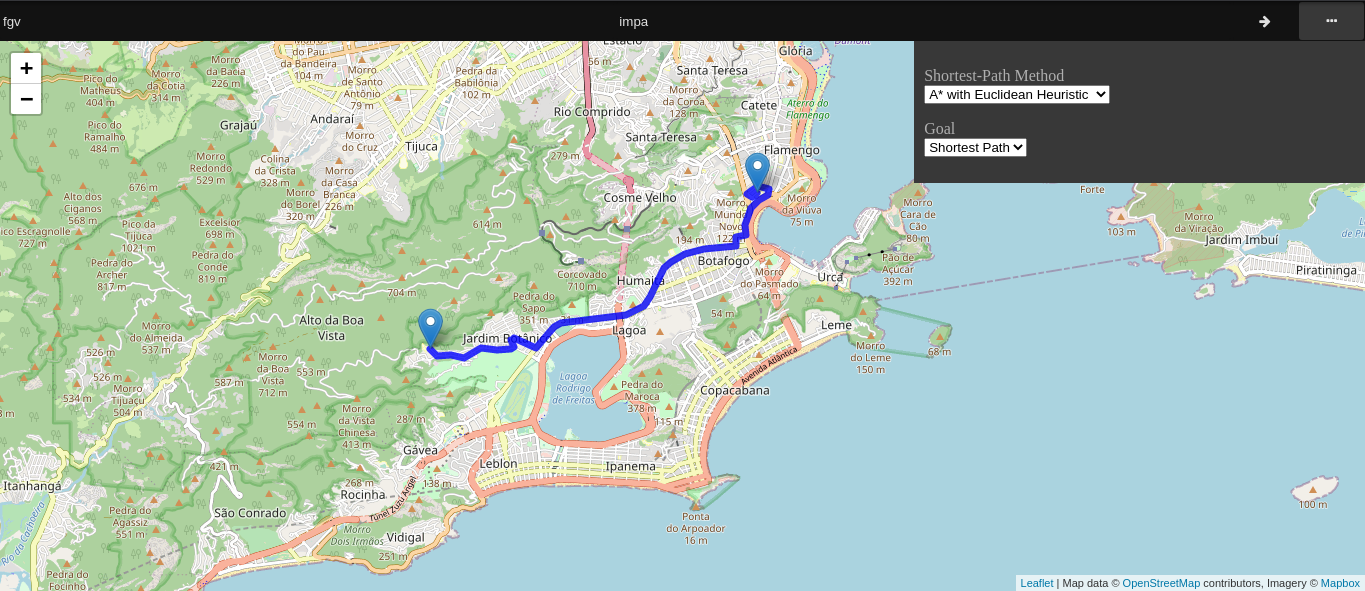 fgv
impa
+
−
Shortest-Path Method
A* with Euclidean Heuristic
Goal
Shortest Path
Estácio
Glória
Dumont
Pico do
Matheus
404 m
Morro
da Cotia
314 m
Morro
da Bacia
226 m
Morro
do Pau da
Bandeira
104 m
Morro
de Santo
Antônio
79 m
Pedra da
Babilônia
102 m
56 m
Santa Teresa
Morro
da Coroa
128 m
Catete
Aterro do
Flamengo
Rio Comprido
Grajaú
Andaraí
Pico do
Ramalho
484 m
Morro
do Cruz
Tijuca
Santa Teresa
Flamengo
279 m
Morro
Redondo
529 m
Colina
da Crista
328 m
Morro
da Casa
Branca
226 m
Morro
do Borel
320 m
676 m
Alto dos
Ciganos
568 m
Pico da
Tijuca
1021 m
Excelsior
698 m
Pico do
Conde
819 m
Pedra do
Archer
817 m
727 m
614 m
Cosme Velho
Morro
Mundo
Novo
Morro
da Viúva
75 m
Morro
Cara de
Cão
80 m
Forte
103 m
Morro
da Viração
Jardim Imbuí
Piratininga
194 m
Botafogo
Corcovado
710 m
Humaitá
Morro
do Pasmado
64 m
Urca
Pão de
Açúcar
392 m
704 m
Pedra do
Sapo
351 m
54 m
Alto da Boa
Vista
Morro do
Almeida
537 m
Jardim Botânico
Lagoa
Leme
Morro
do Leme
150 m
68 m
526 m
Morro
da Boa
Vista
712 m
553 m
526 m
Morro
Tijuaçu
504 m
534 m
587 m
Lagoa
Rodrigo
de Freitas
Pedra do
Maroca
378 m
Copacabana
Avenida Atlântica
Morro
da Vista
Chinesa
413 m
287 m
554 m
115 m
Gávea
Leblon
Ipanema
421 m
268 m
138 m
Itanhangá
Rocinha
Túnel Zuzu Angel
São Conrado
Pedra do
Agassiz
551 m
Morro
Dois Irmãos
Vidigal
251 m
Ponta
do Arpoador
16 m
100 m
Rio da Cachoeira
Pedra do
Focinho
Leaflet | Map data © OpenStreetMap contributors, Imagery © Mapbox